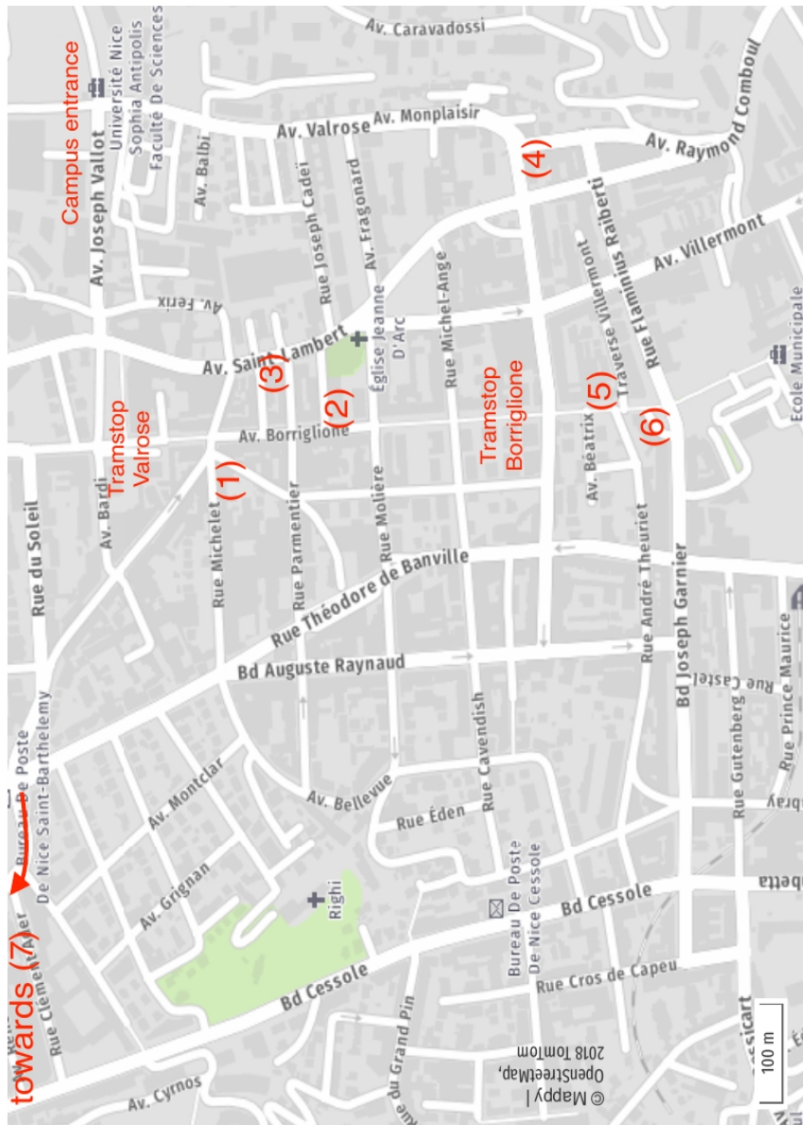 Campus entrance
Av. Joseph Vallot
Université Nice
Sophia Antipolis
Faculté De Sciences
Av. Balbi
Av. Caravadossi
Av. Valrose
Av. Monplaisir
Rue Joseph Cadeï
Av. Fragonard
(4)
Av. Raymond Comboul
Av. Ferix
Av. Saint-Lambert
(3)
(2)
Église Jeanne
D'Arc
Rue Michel-Ange
Traverse Villermont
Rue Flaminius Raiberti
Av. Villermont
Tramstop
Valrose
Av. Borriglione
Tramstop
Borriglione
(5)
(6)
Ecole Municipale
Rue du Soleil
Av. Bardi
(1)
Rue Michelet
Rue Parmentier
Rue Molière
Av. Béatrix
Rue André Theuriet
Rue Théodore de Banville
Bd Auguste Raynaud
Bd Joseph Garnier
Rue Castel
Rue Gutenberg
Rue Prince Maurice
Bureau De Poste
De Nice Saint-Barthelemy
Av. Montclar
Av. Bellevue
Rue Éden
Rue Cavendish
Av. Grignan
Righi
Bureau De Poste
De Nice Cessole
Bd Cessole
Bd Cessole
Rue Cros de Capeu
towards (7)
Av. Cyrnos
Rue du Grand Pin
© Mappy |
OpenStreetMap,
2018 TomTom
100 m